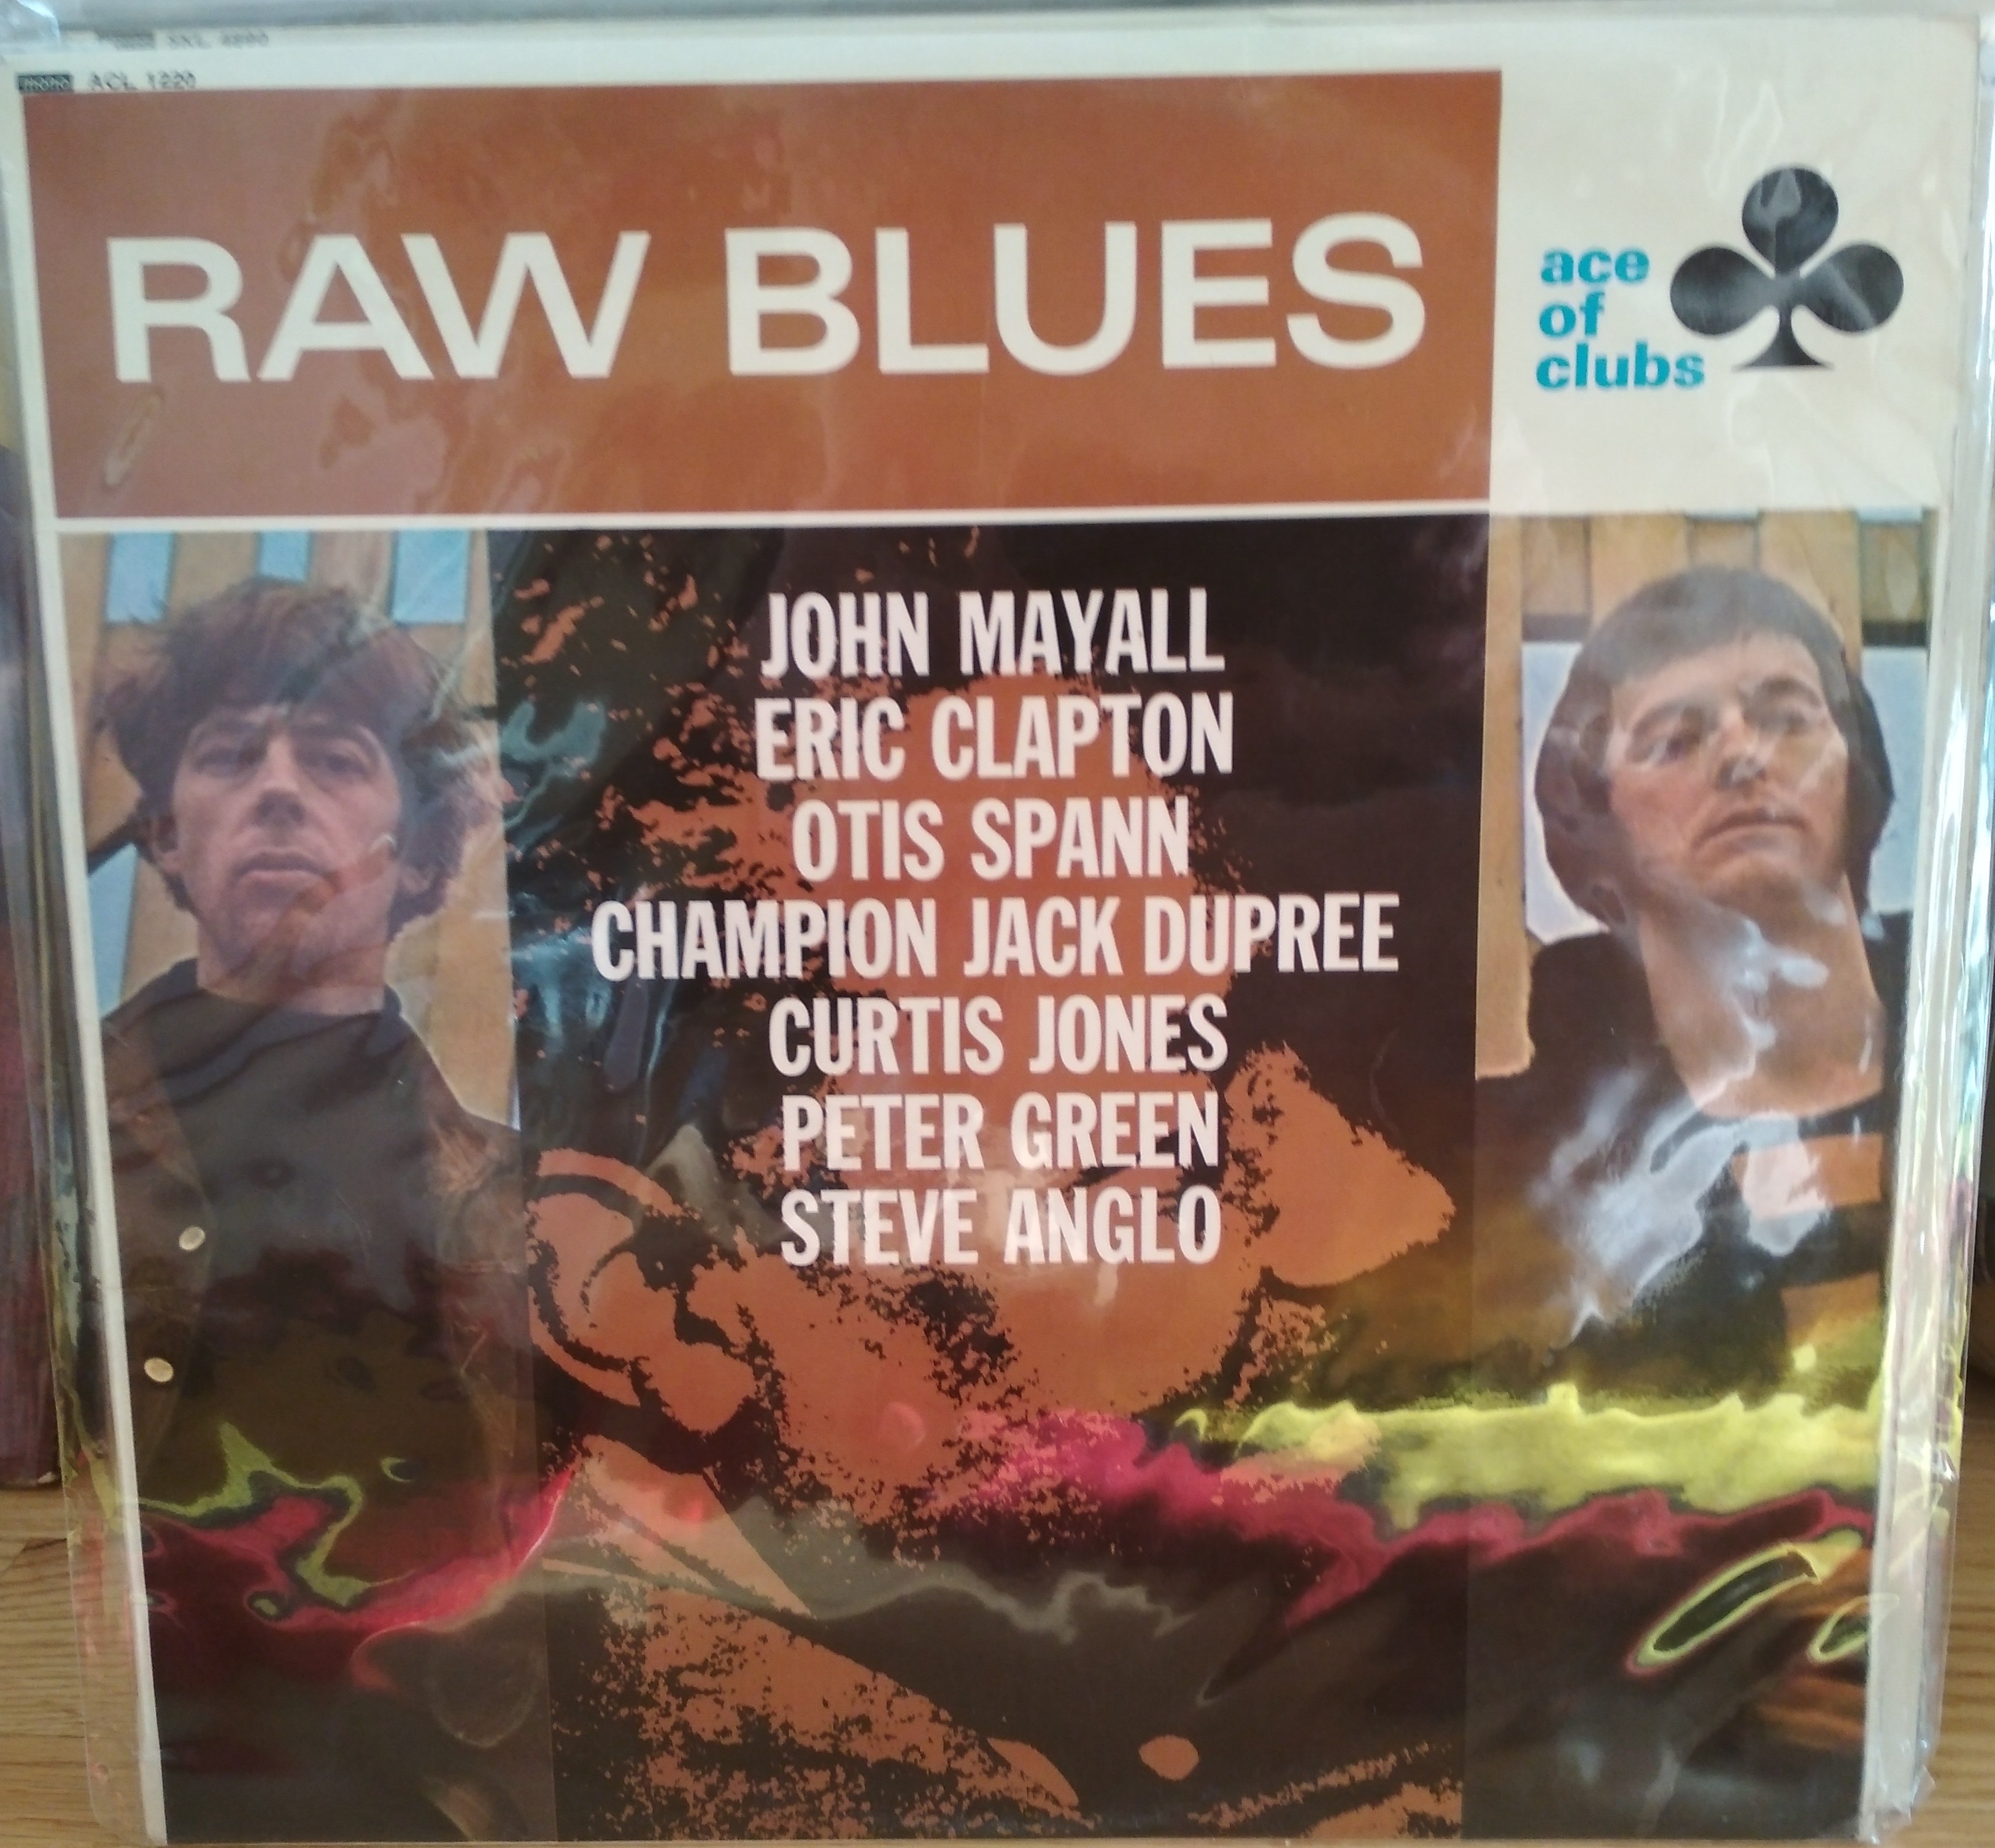 mono ACL 1220
RAW BLUES
ace
of
clubs
JOHN MAYALL
ERIC CLAPTON
OTIS SPANN
CHAMPION JACK DUPREE
CURTIS JONES
PETER GREEN
STEVE ANGLO